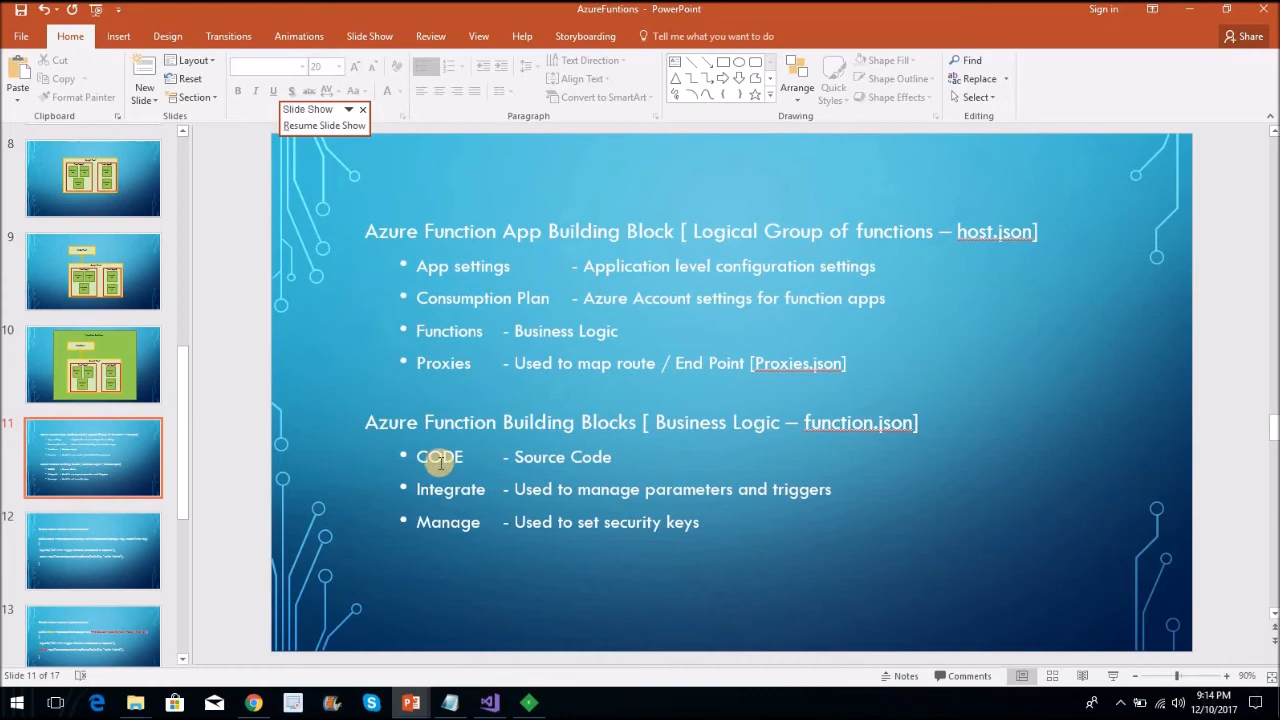 AzureFuntions - PowerPoint
Sign in
File Home Insert Design Transitions Animations Slide Show Review View Help Storyboarding Tell me what you want to do Share
Paste
Cut
Copy
Format Painter
Clipboard
New Slide
Layout
Reset
Section
Slides
20
Slide Show
Resume Slide Show
Text Direction
Align Text
Convert to SmartArt
Paragraph
Arrange
Quick Styles
Shape Fill
Shape Outline
Shape Effects
Drawing
Find
Replace
Select
Editing
8
9
10
11
12
13
Azure Function App Building Block [ Logical Group of functions – host.json]
• App settings - Application level configuration settings
• Consumption Plan - Azure Account settings for function apps
• Functions - Business Logic
• Proxies - Used to map route / End Point [Proxies.json]
Azure Function Building Blocks [ Business Logic – function.json]
• CODE - Source Code
• Integrate - Used to manage parameters and triggers
• Manage - Used to set security keys
Slide 11 of 17
Notes
Comments
90%
9:14 PM
12/10/2017